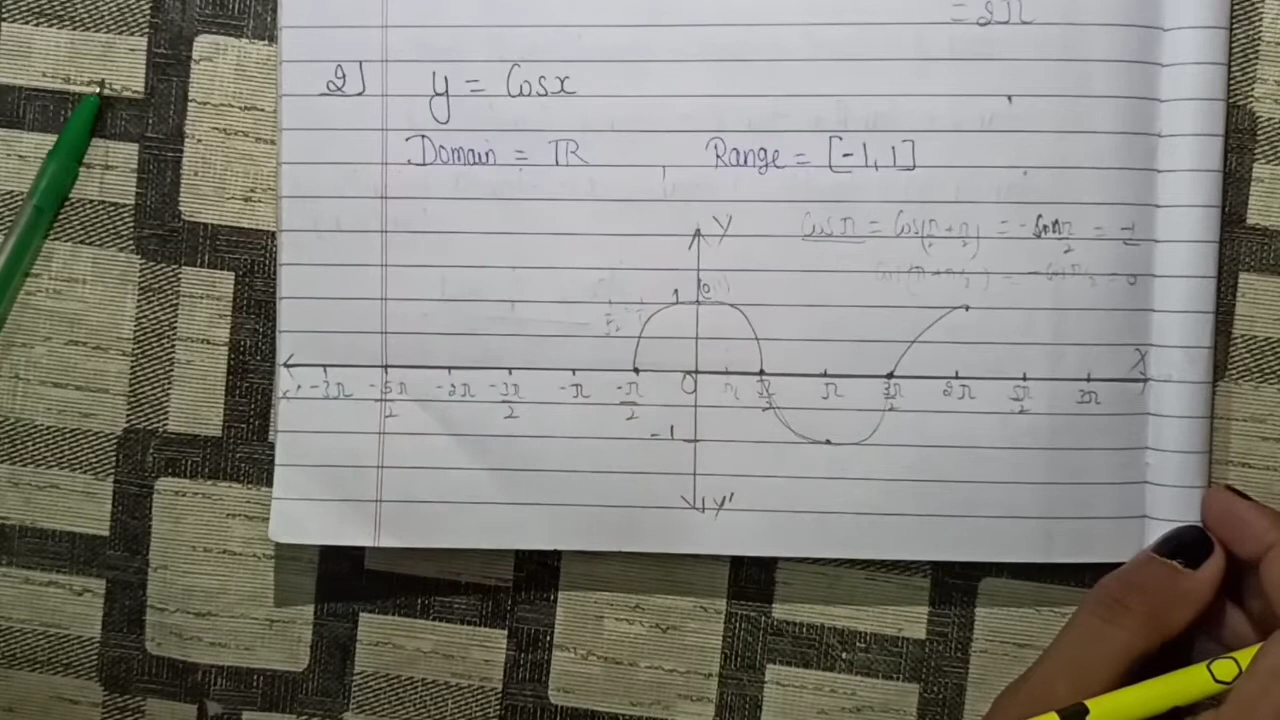 = 2π
2] y = Cosx
Domain = ℝ , Range = [-1, 1]
Y
Cos π = Cos(π/2 + π/2) = - Sin π/2 = -1
1
X' -3π -5π/2 -2π -3π/2 -π -π/2 O π/2 π 3π/2 2π 5π/2 3π X
-1
Y'